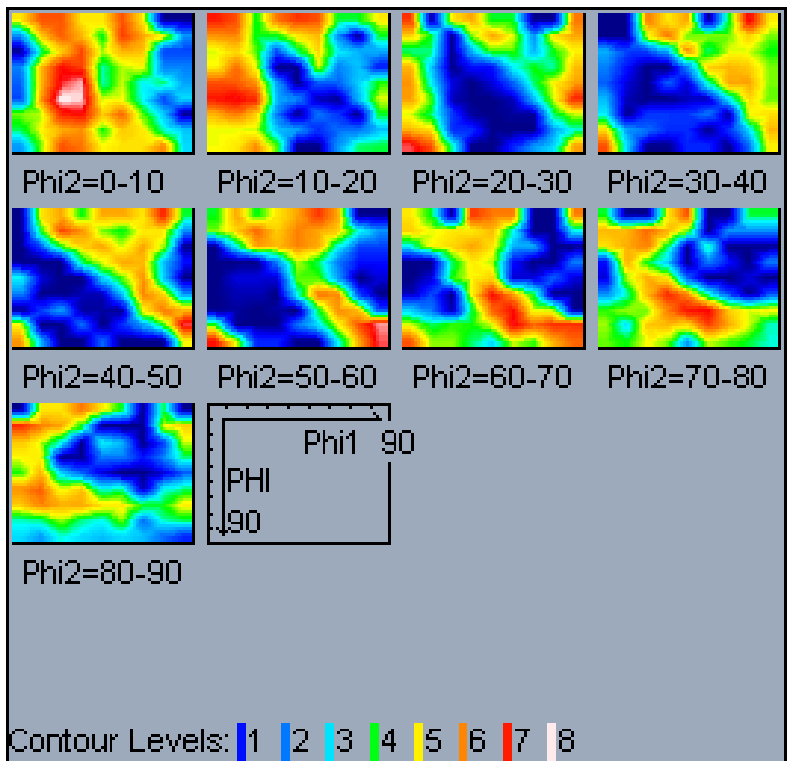 Phi2=0-10 Phi2=10-20 Phi2=20-30 Phi2=30-40
Phi2=40-50 Phi2=50-60 Phi2=60-70 Phi2=70-80
Phi1 90
PHI
90
Phi2=80-90
Contour Levels: 1 2 3 4 5 6 7 8